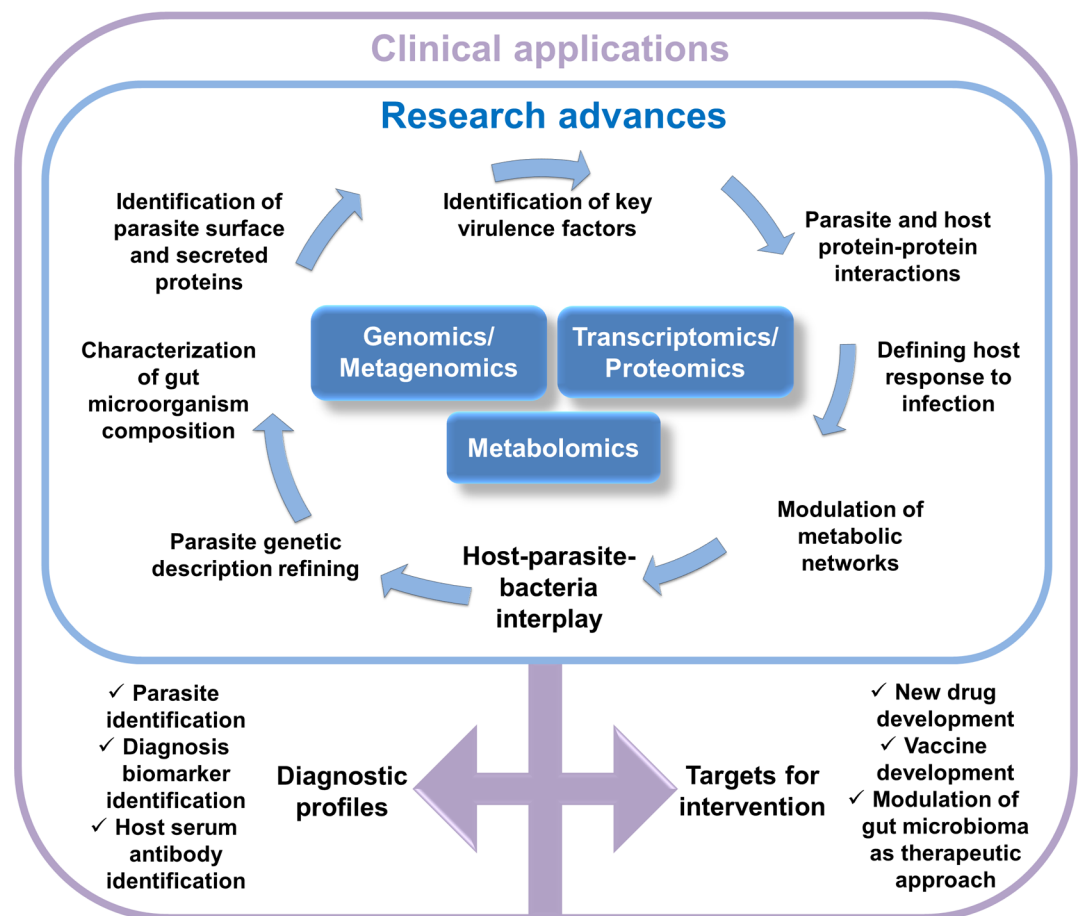 Clinical applications
Research advances
Identification of
parasite surface
and secreted
proteins
Identification of key
virulence factors
Parasite and host
protein-protein
interactions
Genomics/
Metagenomics
Transcriptomics/
Proteomics
Metabolomics
Characterization
of gut
microorganism
composition
Defining host
response to
infection
Parasite genetic
description refining
Host-parasite-
bacteria
interplay
Modulation of
metabolic
networks
✓ Parasite
identification
✓ Diagnosis
biomarker
identification
✓ Host serum
antibody
identification
Diagnostic
profiles
Targets for
intervention
✓ New drug
development
✓ Vaccine
development
✓ Modulation of
gut microbioma
as therapeutic
approach